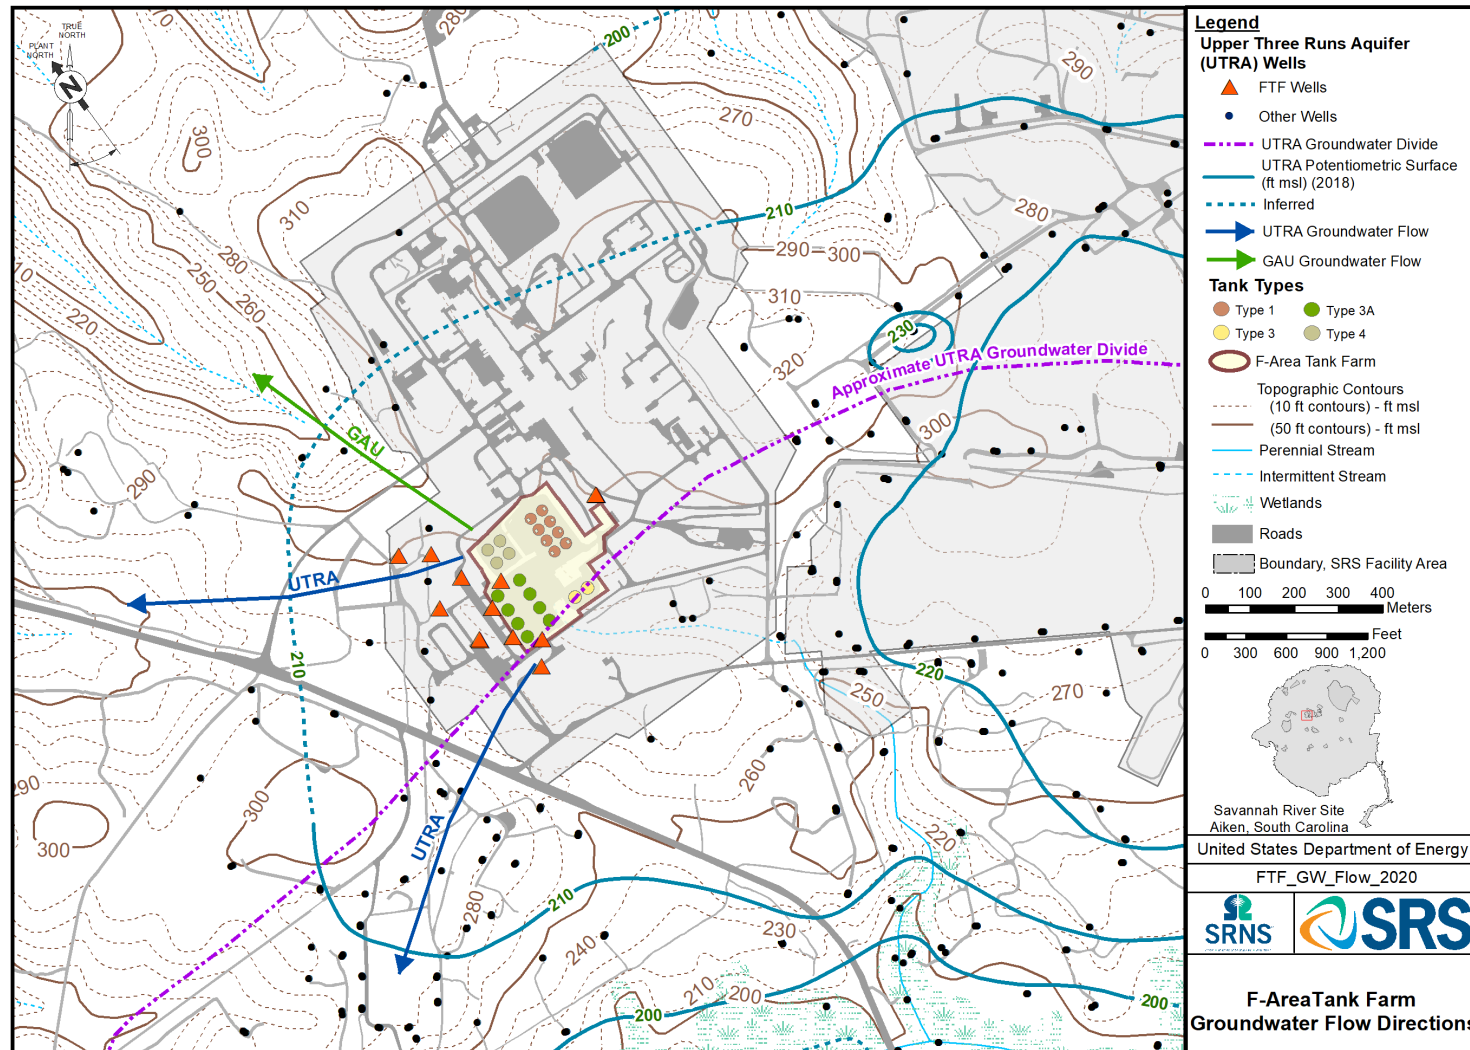 TRUE
NORTH
PLANT
NORTH
N
280
200
290
270
300
310
280
210
280
290
300
250
10
260
310
230
220
320
Approximate UTRA Groundwater Divide
300
GAU
290
UTRA
210
220
250
270
260
290
300
300
UTRA
220
280
210
230
240
210
200
200
200
Legend
Upper Three Runs Aquifer
(UTRA) Wells
FTF Wells
Other Wells
UTRA Groundwater Divide
UTRA Potentiometric Surface
(ft msl) (2018)
Inferred
UTRA Groundwater Flow
GAU Groundwater Flow
Tank Types
Type 1
Type 3A
Type 3
Type 4
F-Area Tank Farm
Topographic Contours
(10 ft contours) - ft msl
(50 ft contours) - ft msl
Perennial Stream
Intermittent Stream
Wetlands
Roads
Boundary, SRS Facility Area
0 100 200 300 400
Meters
Feet
0 300 600 900 1,200
Savannah River Site
Aiken, South Carolina
United States Department of Energy
FTF_GW_Flow_2020
SRNS
SRS
F-AreaTank Farm
Groundwater Flow Directions